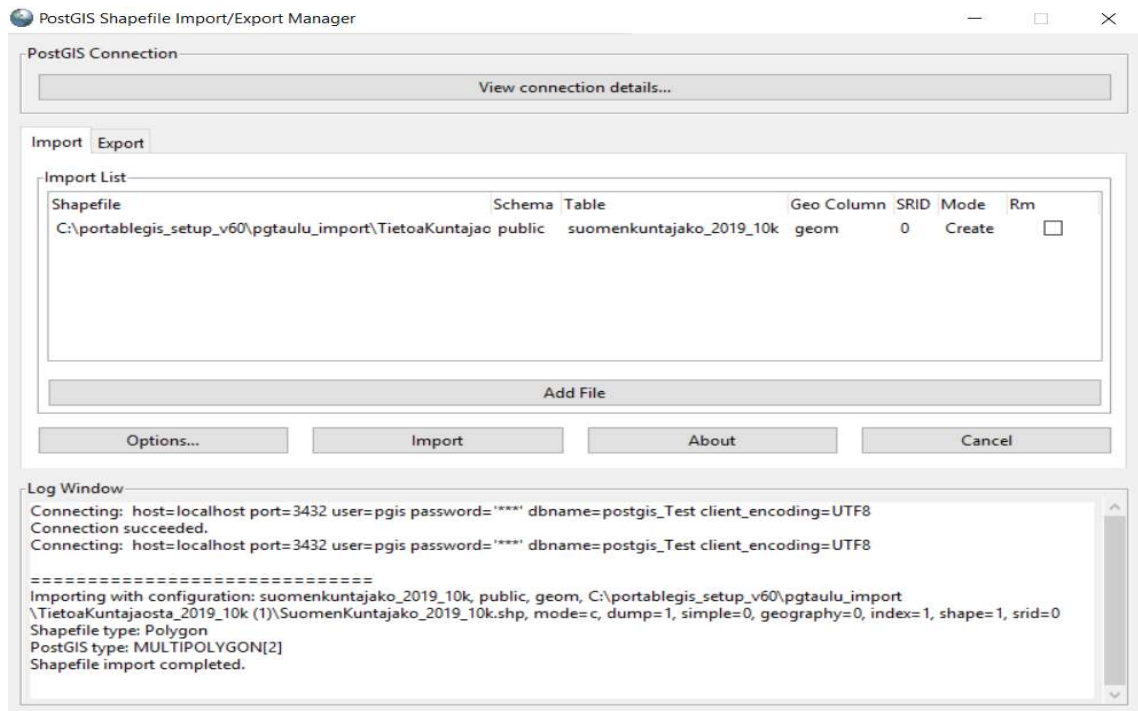 PostGIS Shapefile Import/Export Manager
PostGIS Connection
View connection details...
Import Export
Import List
Shapefile Schema Table Geo Column SRID Mode Rm
C:\portablegis_setup_v60\pgtaulu_import\TietoaKuntajao public suomenkuntajako_2019_10k geom 0 Create
Add File
Options... Import About Cancel
Log Window
Connecting: host=localhost port=3432 user=pgis password='***' dbname=postgis_Test client_encoding=UTF8
Connection succeeded.
Connecting: host=localhost port=3432 user=pgis password='***' dbname=postgis_Test client_encoding=UTF8
==============================
Importing with configuration: suomenkuntajako_2019_10k, public, geom, C:\portablegis_setup_v60\pgtaulu_import
\TietoaKuntajaosta_2019_10k (1)\SuomenKuntajako_2019_10k.shp, mode=c, dump=1, simple=0, geography=0, index=1, shape=1, srid=0
Shapefile type: Polygon
PostGIS type: MULTIPOLYGON[2]
Shapefile import completed.